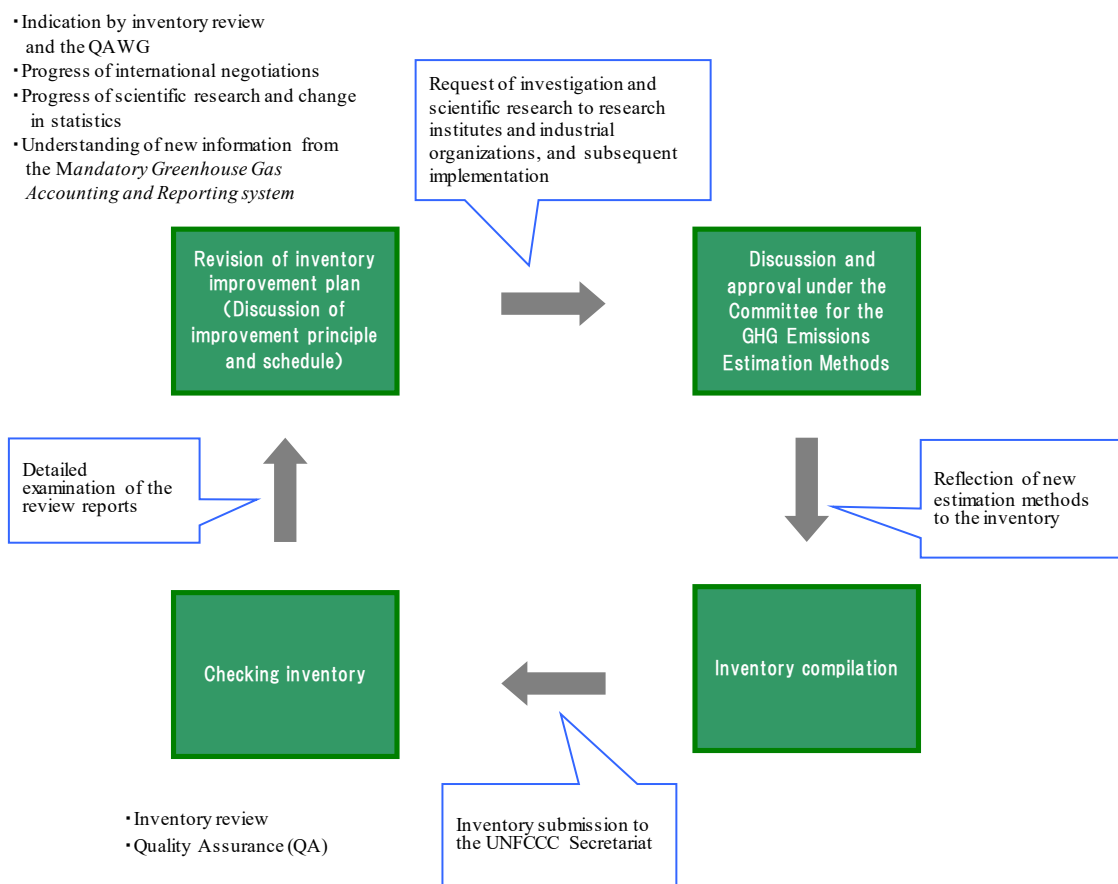 ・Indication by inventory review
and the QAWG
・Progress of international negotiations
・Progress of scientific research and change
in statistics
・Understanding of new information from
the Mandatory Greenhouse Gas
Accounting and Reporting system
Request of investigation and
scientific research to research
institutes and industrial
organizations, and subsequent
implementation
Revision of inventory
improvement plan
(Discussion of
improvement principle
and schedule)
Discussion and
approval under the
Committee for the
GHG Emissions
Estimation Methods
Detailed
examination of the
review reports
Reflection of new
estimation methods
to the inventory
Checking inventory
Inventory compilation
・Inventory review
・Quality Assurance (QA)
Inventory submission to
the UNFCCC Secretariat